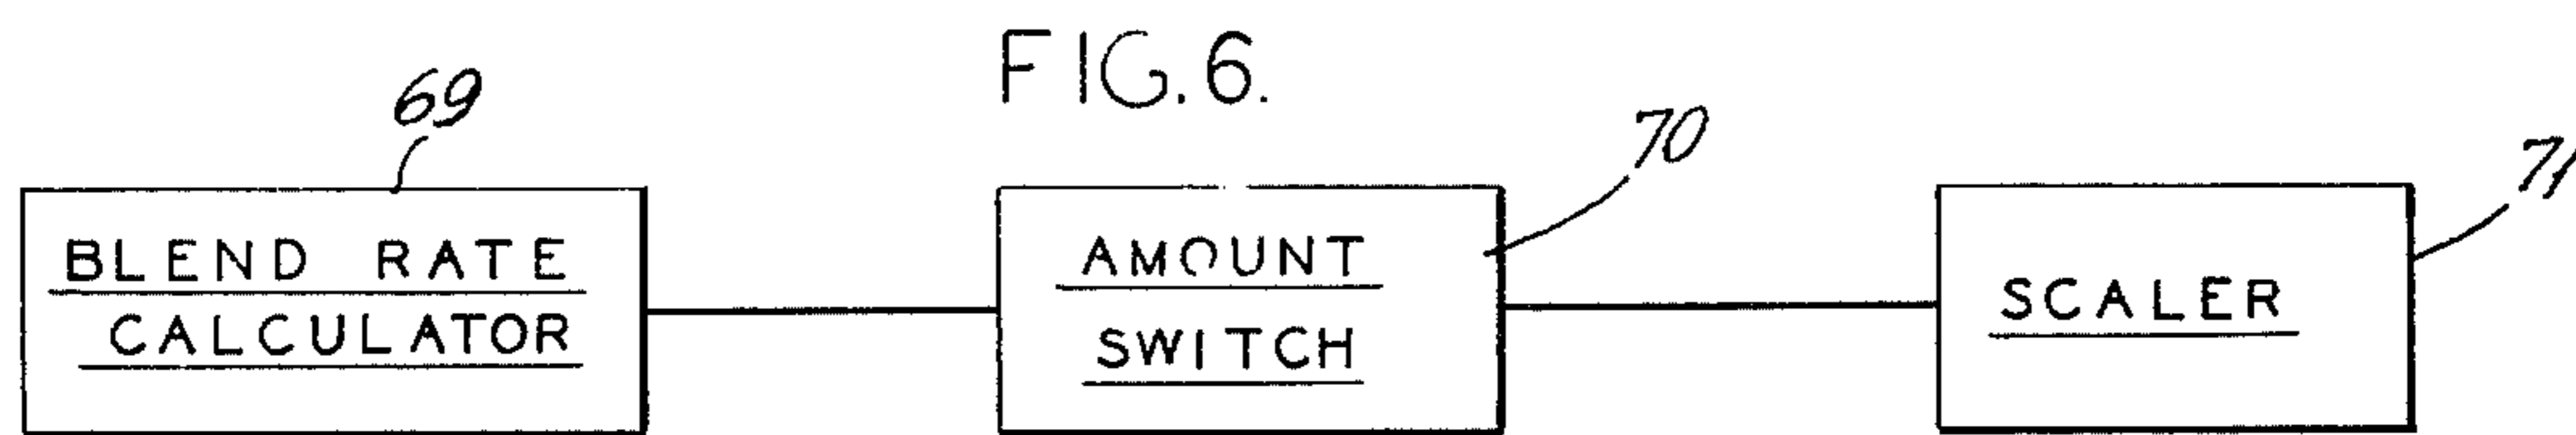 FIG.6.
69
70
71
BLEND RATE
CALCULATOR
AMOUNT
SWITCH
SCALER